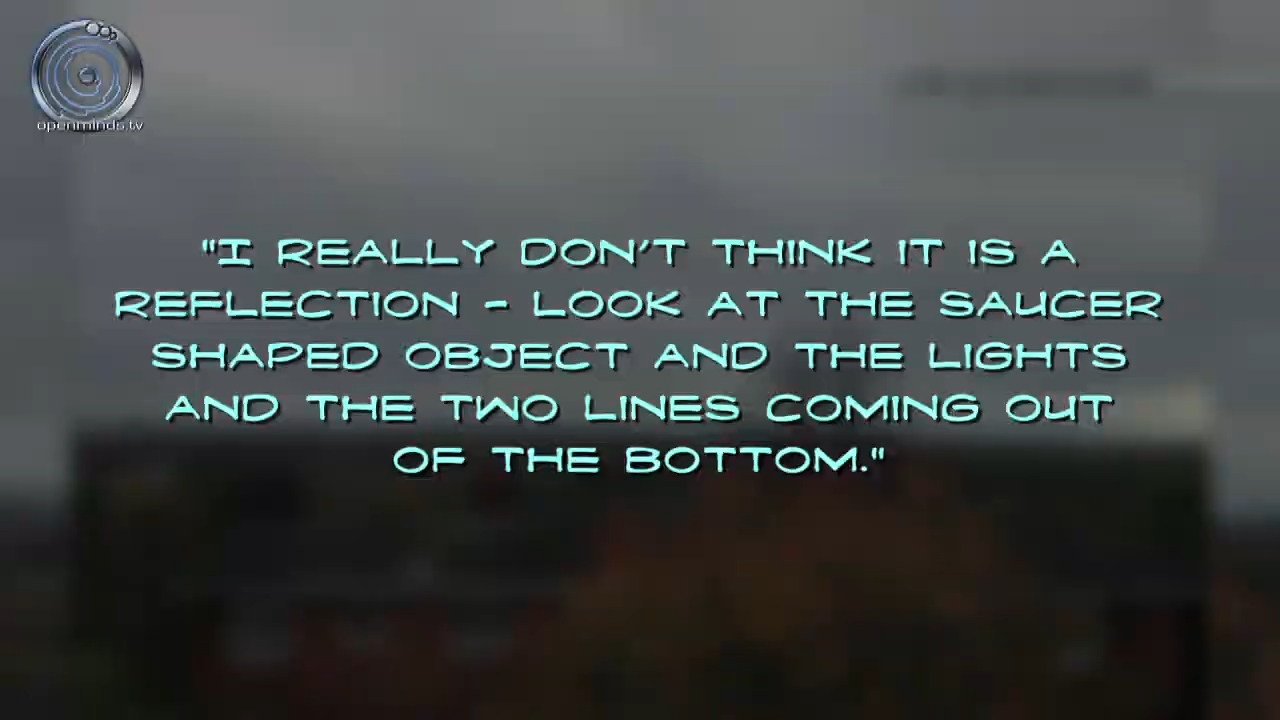 openminds.tv
"I REALLY DON'T THINK IT IS A
REFLECTION - LOOK AT THE SAUCER
SHAPED OBJECT AND THE LIGHTS
AND THE TWO LINES COMING OUT
OF THE BOTTOM."